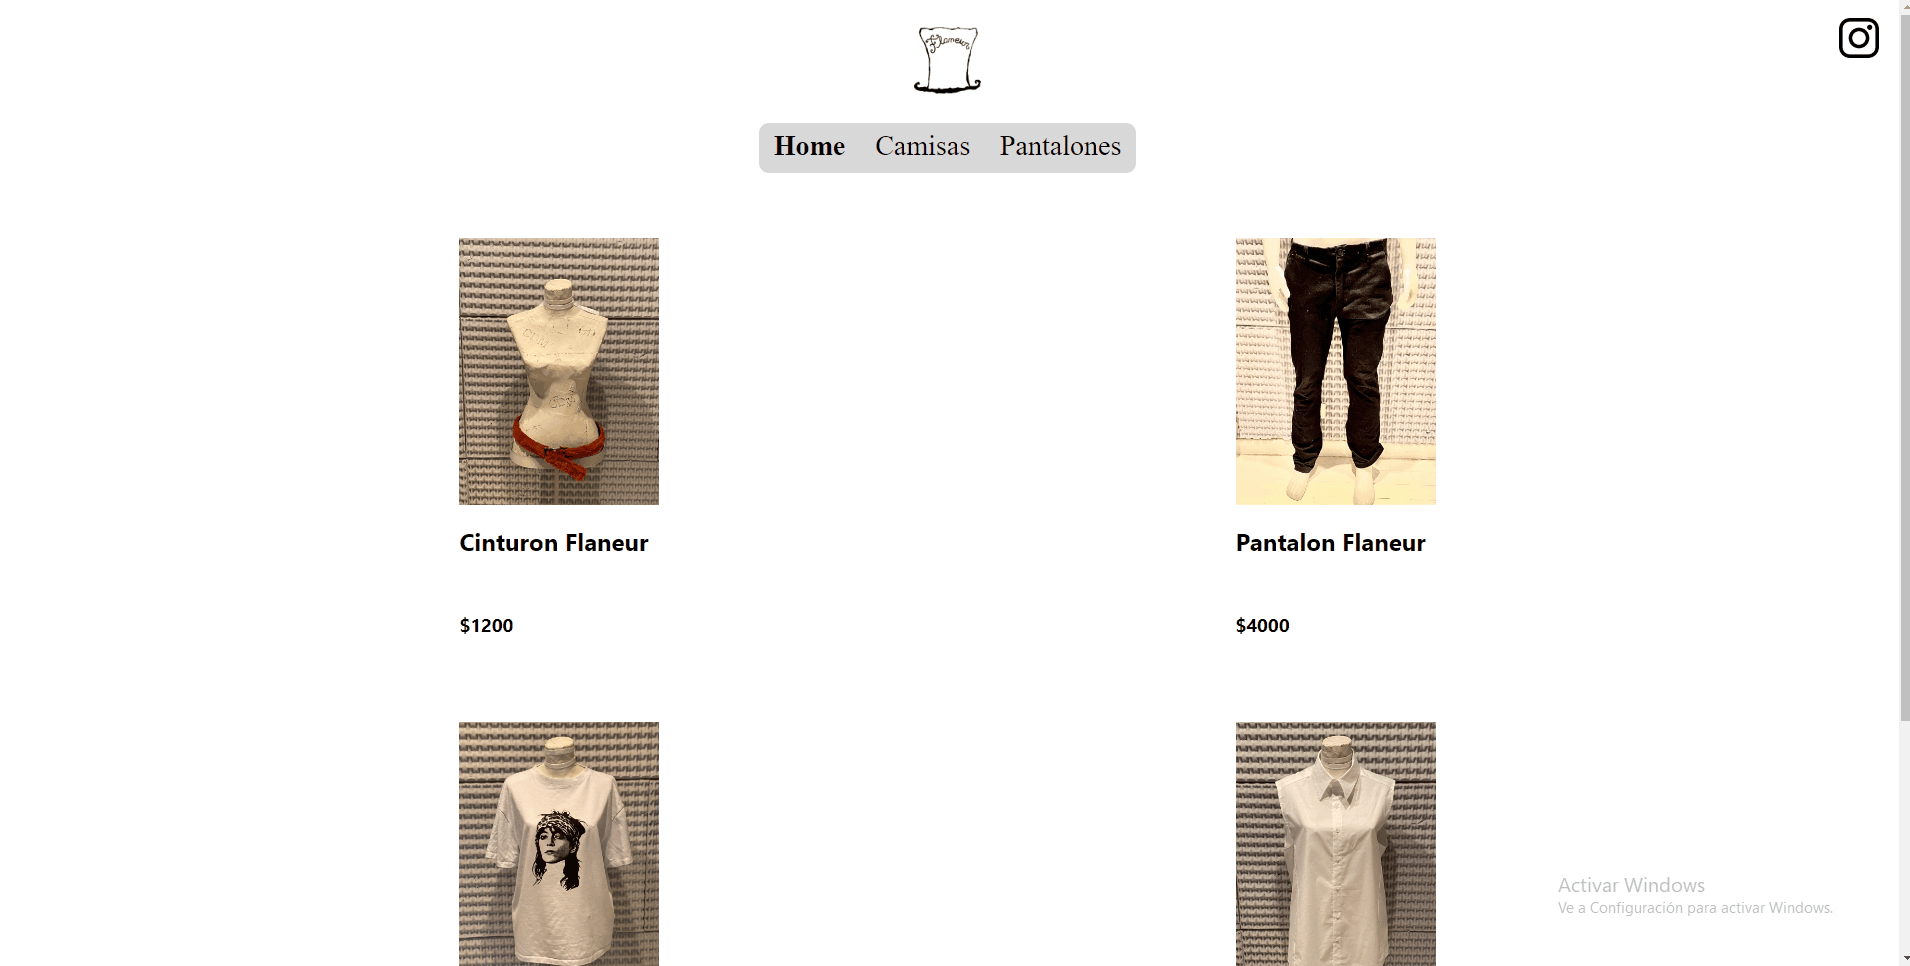 Flaneur
Home Camisas Pantalones
Cinturon Flaneur
Pantalon Flaneur
$1200
$4000
Activar Windows
Ve a Configuración para activar Windows.